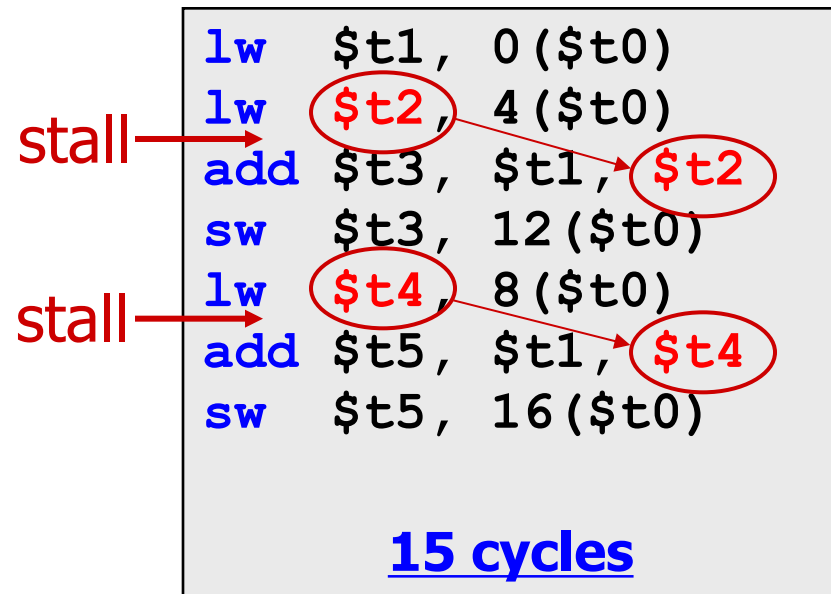 lw $t1, 0($t0)
lw $t2, 4($t0)
stall
add $t3, $t1, $t2
sw $t3, 12($t0)
lw $t4, 8($t0)
stall
add $t5, $t1, $t4
sw $t5, 16($t0)
15 cycles